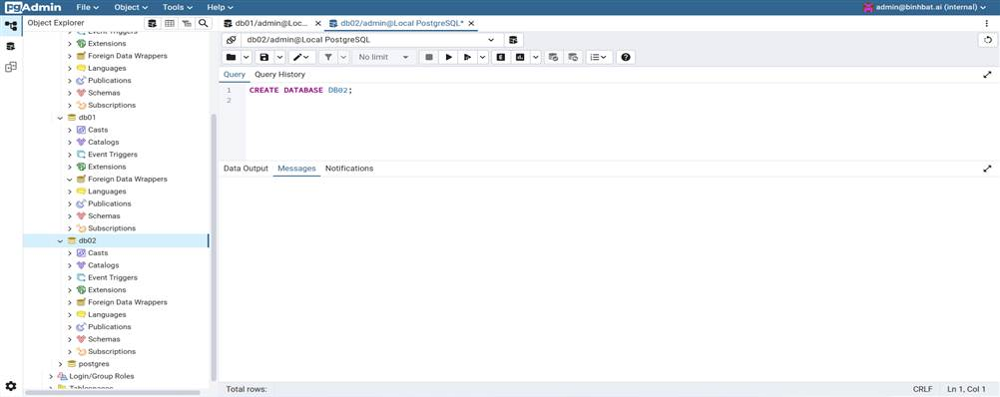 pgAdmin File Object Tools Help admin@binhbat.ai (internal)
Object Explorer
db01/admin@Loc...
db02/admin@Local PostgreSQL*
Event Triggers
Extensions
Foreign Data Wrappers
Languages
Publications
Schemas
Subscriptions
db01
Casts
Catalogs
Event Triggers
Extensions
Foreign Data Wrappers
Languages
Publications
Schemas
Subscriptions
db02
Casts
Catalogs
Event Triggers
Extensions
Foreign Data Wrappers
Languages
Publications
Schemas
Subscriptions
postgres
Login/Group Roles
Tablespaces
db02/admin@Local PostgreSQL
No limit
Query Query History
1 CREATE DATABASE DB02;
2
Data Output Messages Notifications
Total rows: CRLF Ln 1, Col 1